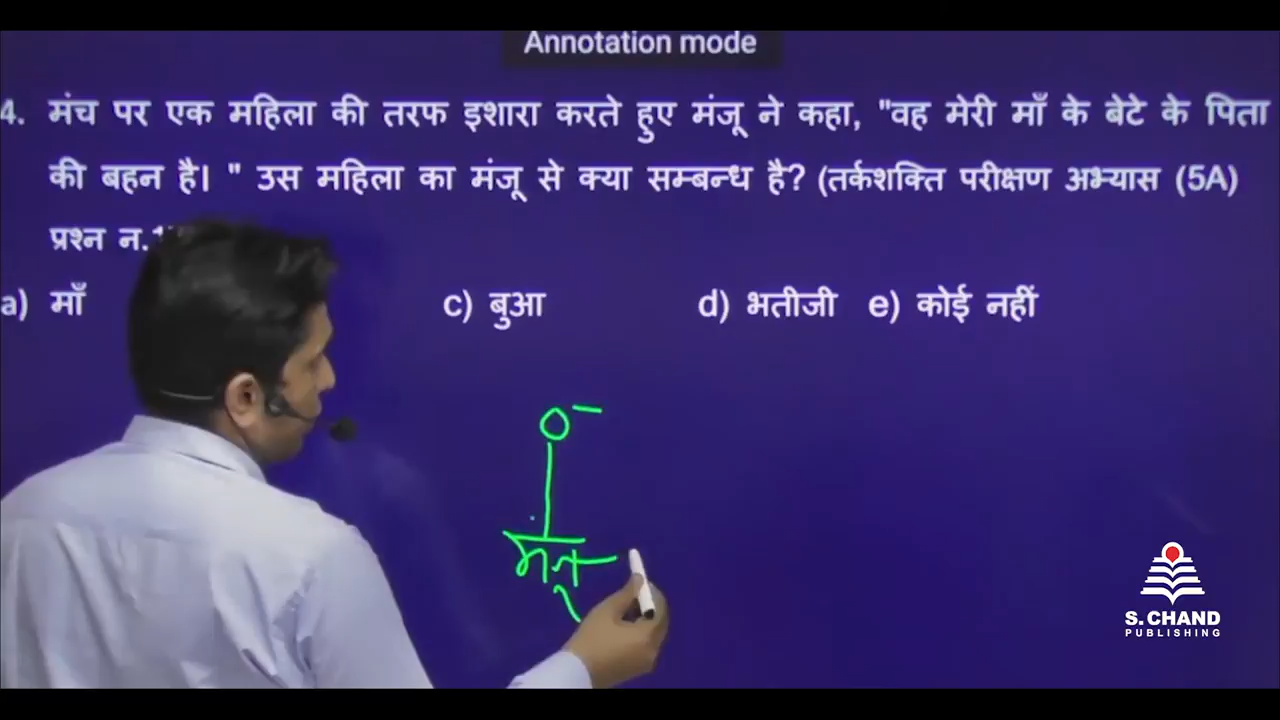 Annotation mode
4. मंच पर एक महिला की तरफ इशारा करते हुए मंजू ने कहा, "वह मेरी माँ के बेटे के पिता
की बहन है। " उस महिला का मंजू से क्या सम्बन्ध है? (तर्कशक्ति परीक्षण अभ्यास (5A)
प्रश्न न.
a) माँ c) बुआ d) भतीजी e) कोई नहीं
S. CHAND
PUBLISHING